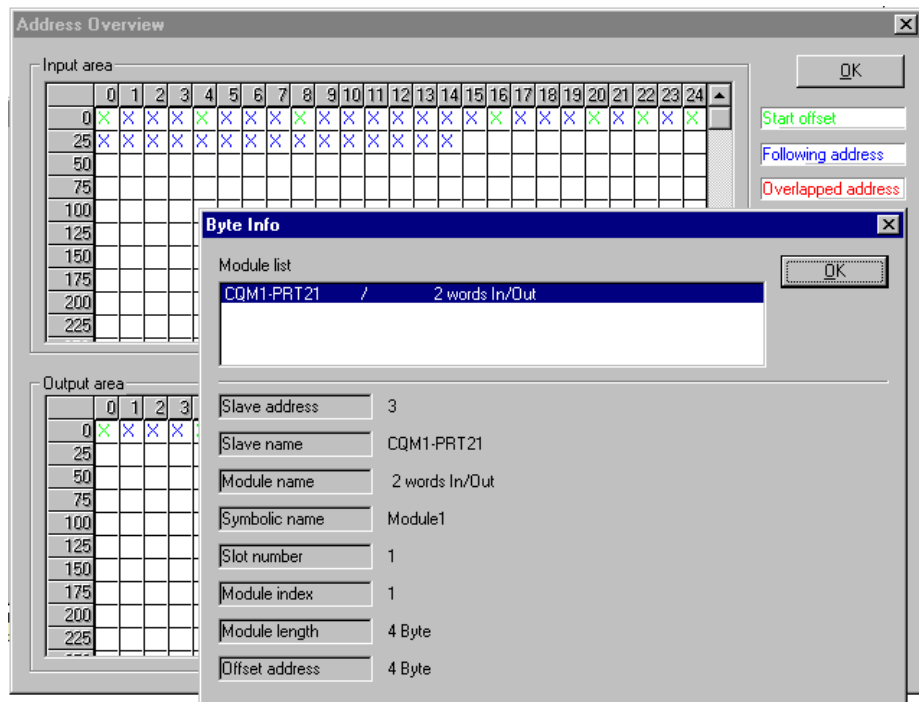 Address Overview
Input area
OK
0 1 2 3 4 5 6 7 8 9 10 11 12 13 14 15 16 17 18 19 20 21 22 23 24
0 X X X X X X X X X X X X X X X X X X X X X X X X X
Start offset
25 X X X X X X X X X X X X X X X
Following address
50
75
Overlapped address
100
125
150
175
200
225
Byte Info
Module list
OK
CQM1-PRT21 / 2 words In/Out
Output area
0 1 2 3
0 X X X X
25
50
75
100
125
150
175
200
225
Slave address 3
Slave name CQM1-PRT21
Module name 2 words In/Out
Symbolic name Module1
Slot number 1
Module index 1
Module length 4 Byte
Offset address 4 Byte